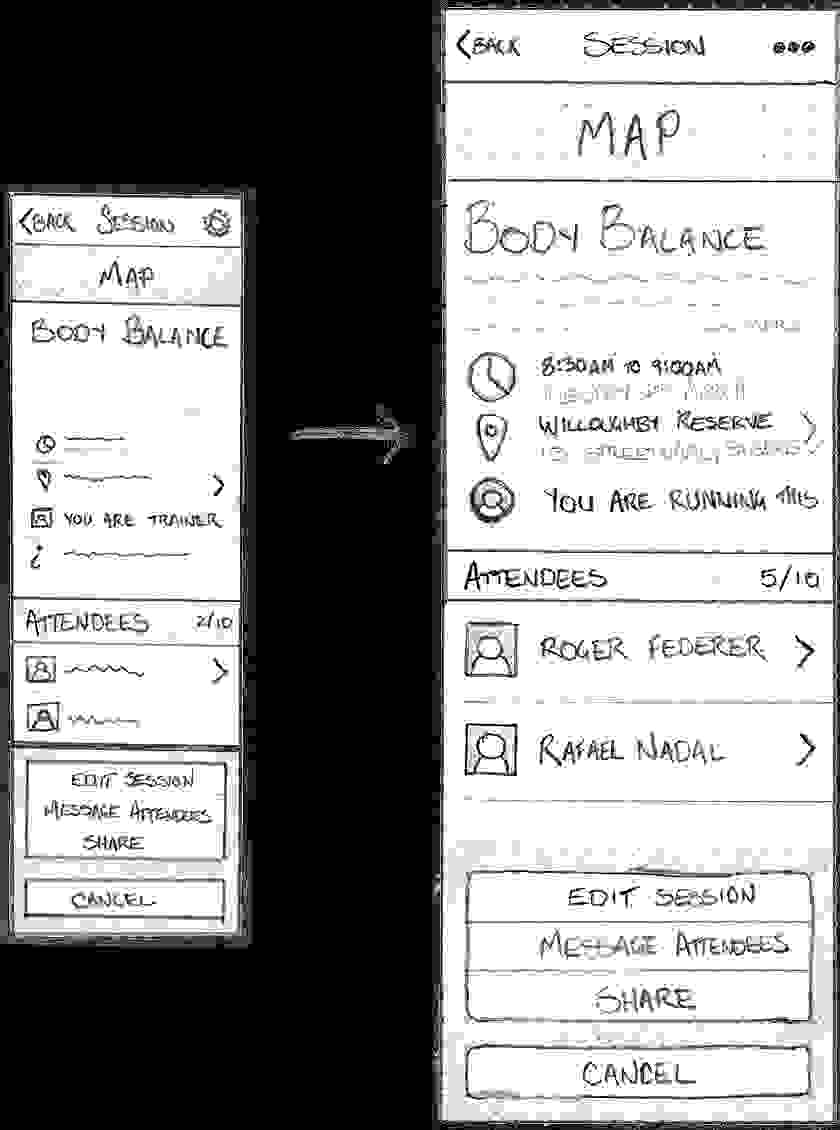 < BACK SESSION
MAP
BODY BALANCE
YOU ARE TRAINER
ATTENDEES 2/10
EDIT SESSION
MESSAGE ATTENDEES
SHARE
CANCEL
< BACK SESSION
MAP
BODY BALANCE
MORE
8:30AM TO 9:00AM
WILLOUGHBY RESERVE
YOU ARE RUNNING THIS
ATTENDEES 5/10
ROGER FEDERER
RAFAEL NADAL
EDIT SESSION
MESSAGE ATTENDEES
SHARE
CANCEL